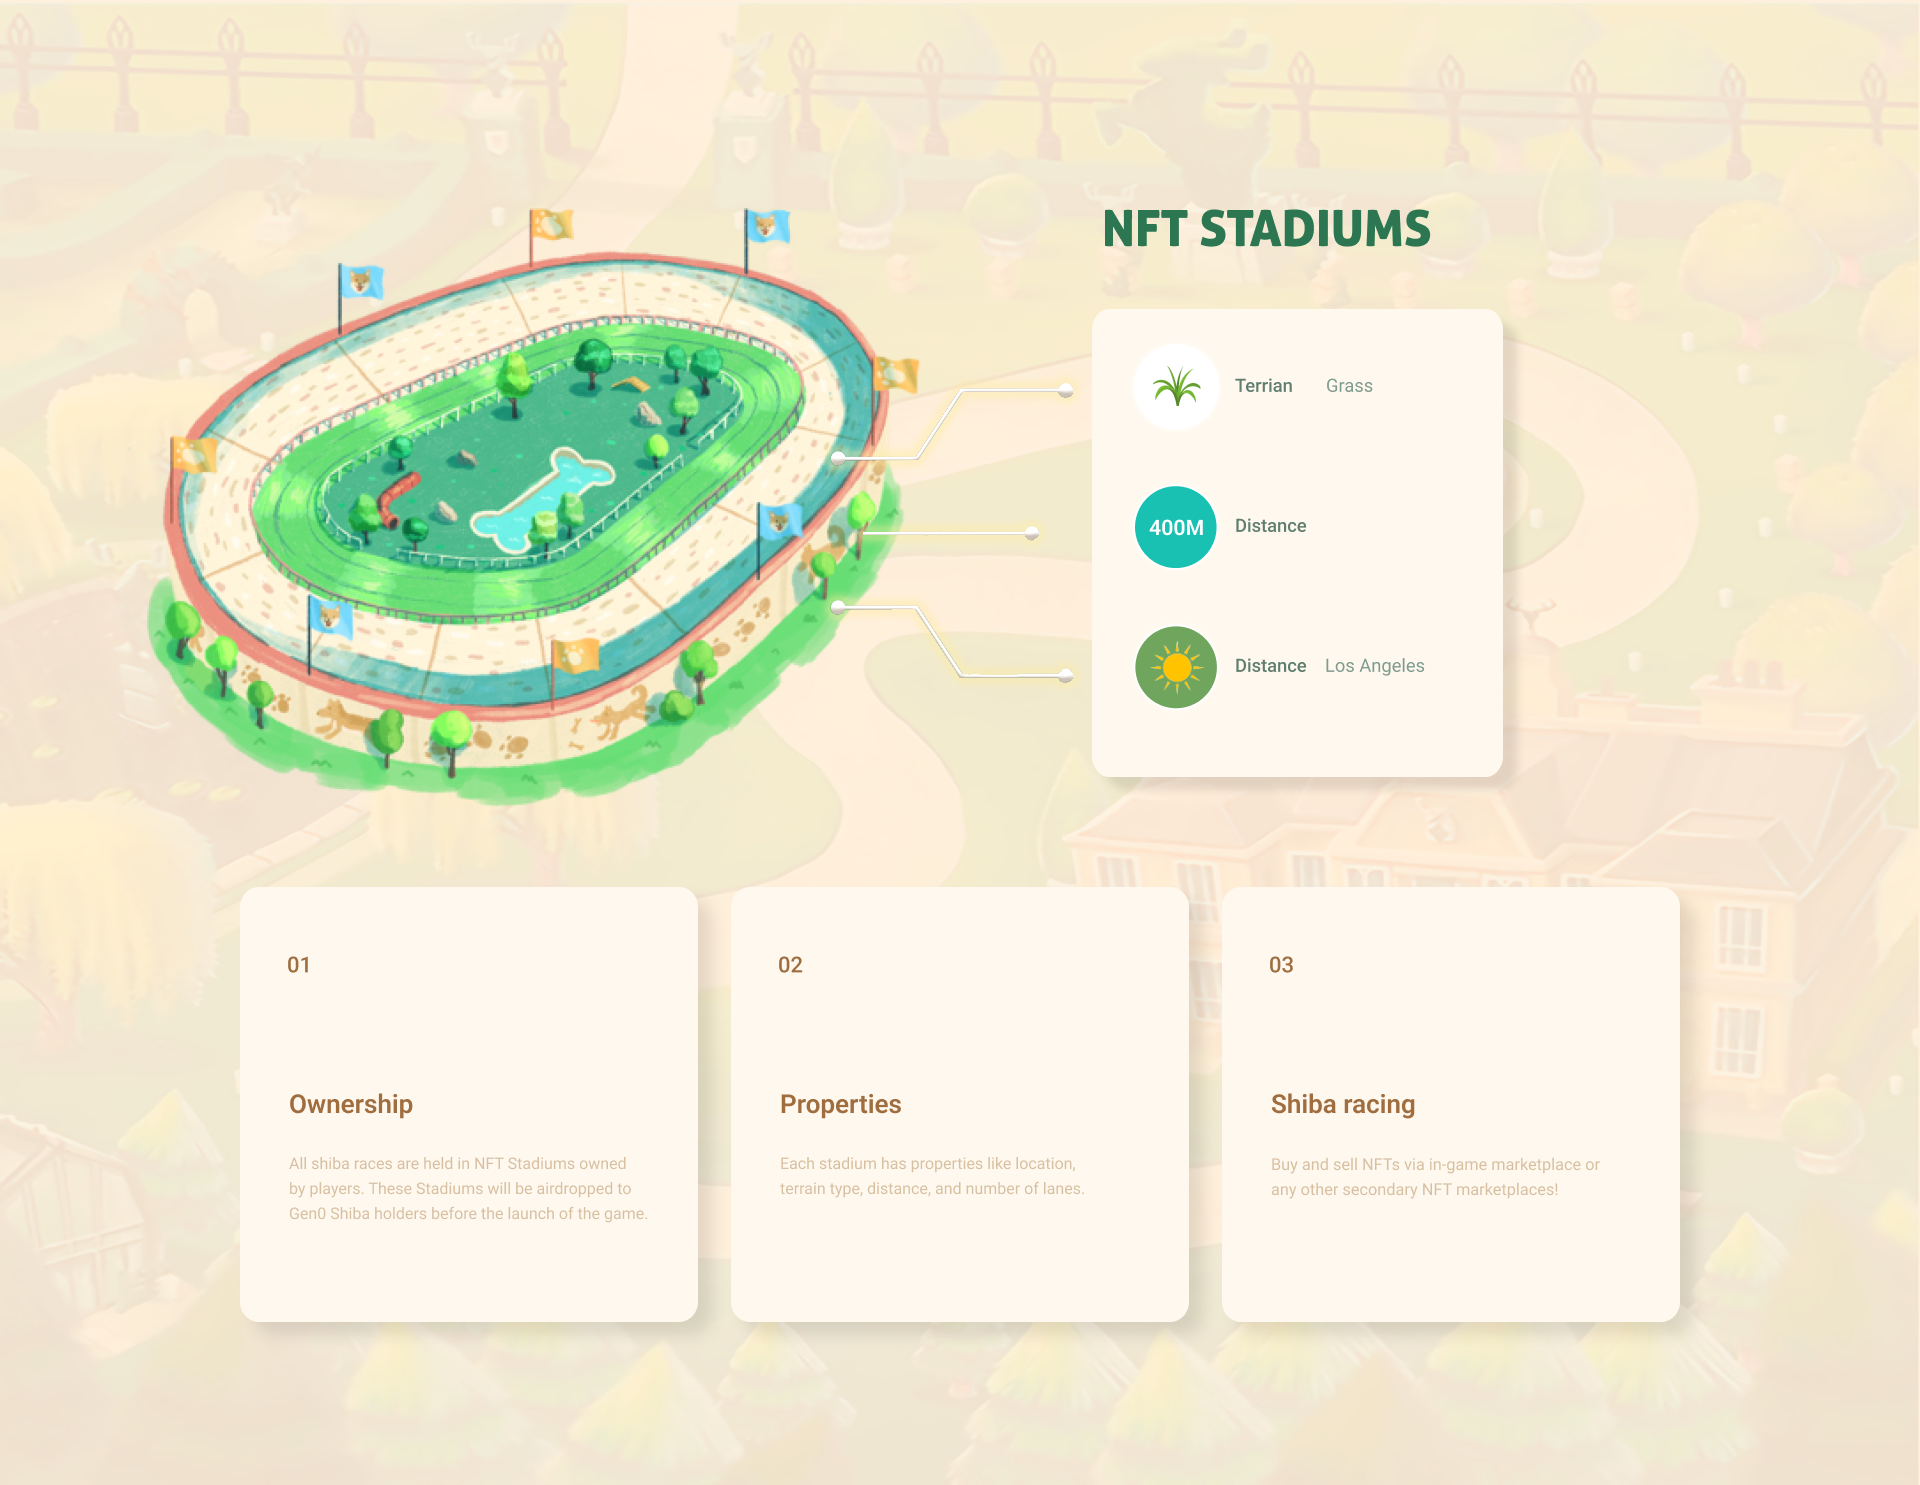 NFT STADIUMS
Terrian Grass
400M Distance
Distance Los Angeles
01
Ownership
All shiba races are held in NFT Stadiums owned
by players. These Stadiums will be airdropped to
Gen0 Shiba holders before the launch of the game.
02
Properties
Each stadium has properties like location,
terrain type, distance, and number of lanes.
03
Shiba racing
Buy and sell NFTs via in-game marketplace or
any other secondary NFT marketplaces!